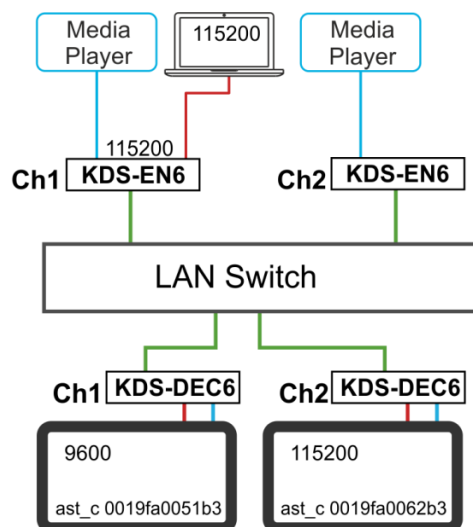 Media
Player
115200
Media
Player
115200
Ch1 KDS-EN6
Ch2 KDS-EN6
LAN Switch
Ch1 KDS-DEC6
Ch2 KDS-DEC6
9600
ast_c 0019fa0051b3
115200
ast_c 0019fa0062b3